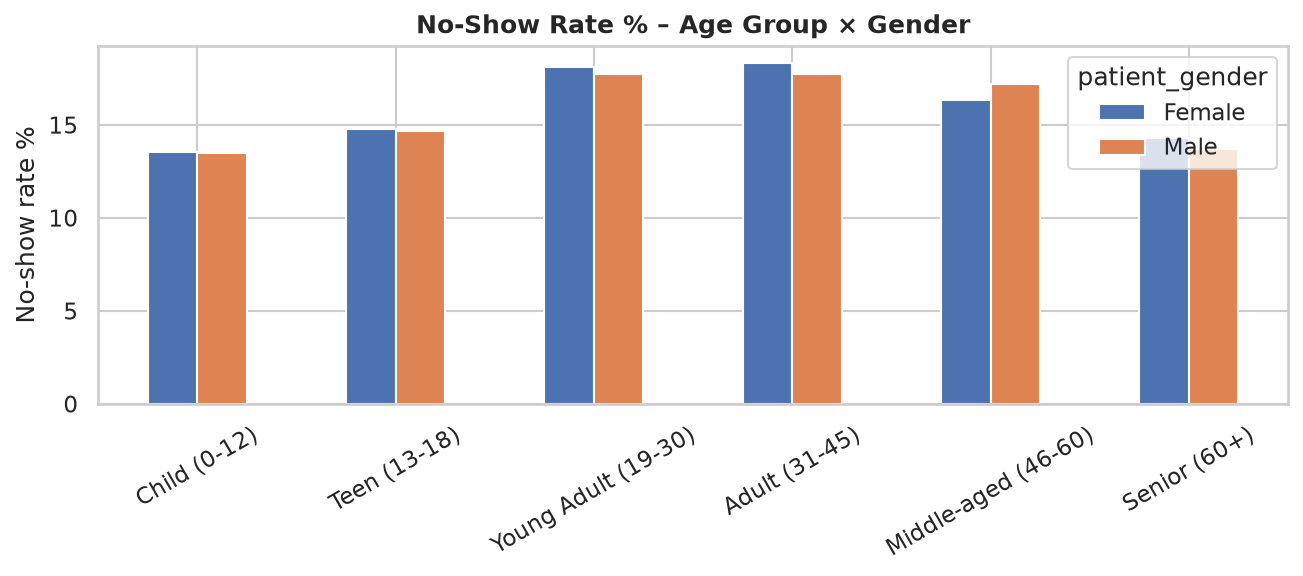 No-Show Rate % – Age Group × Gender
No-show rate %
15
10
5
0
patient_gender
Female
Male
Child (0-12)
Teen (13-18)
Young Adult (19-30)
Adult (31-45)
Middle-aged (46-60)
Senior (60+)